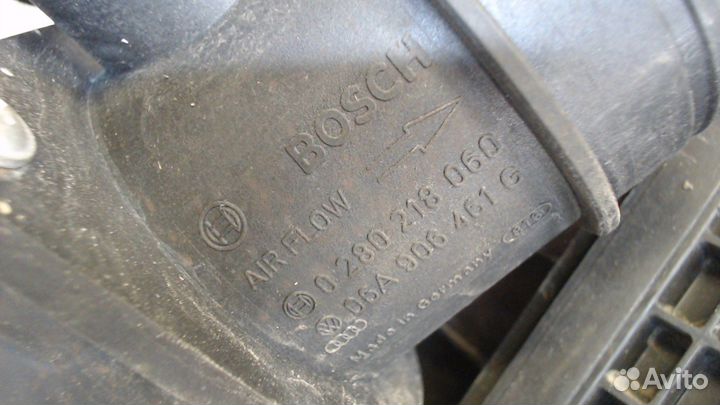 BOSCH
AIR FLOW
0 280 218 060
06A 906 461 G
Made in Germany
Avito